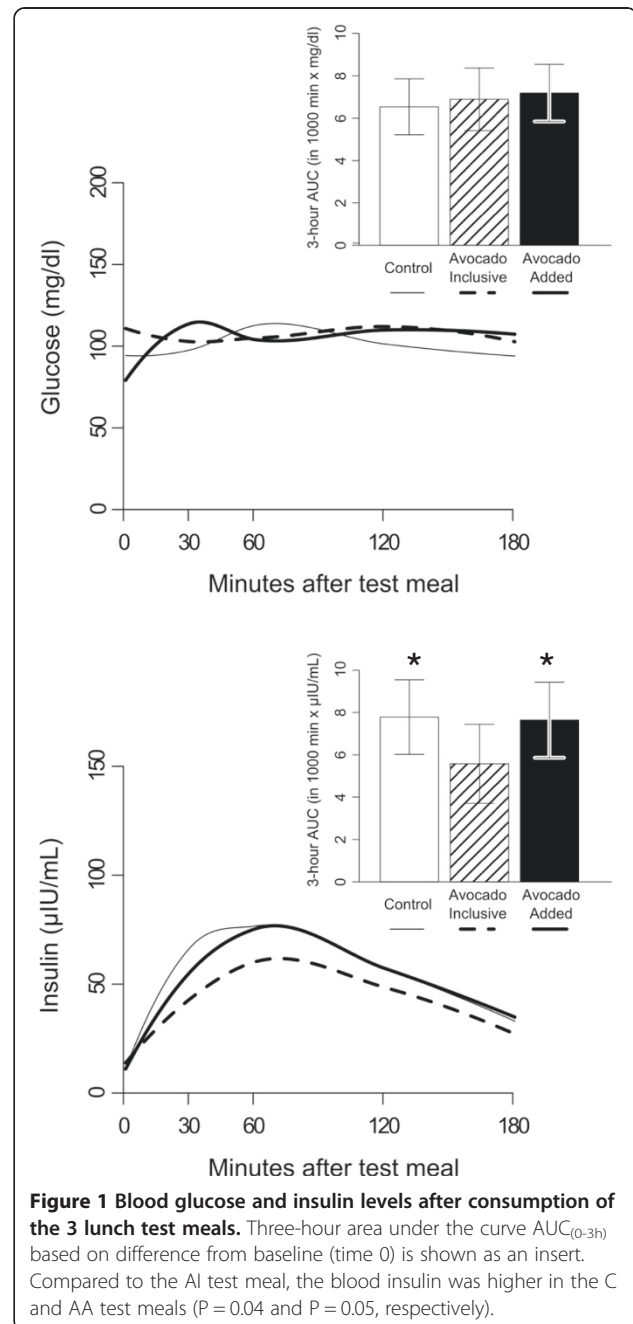 3-hour AUC (in 1000 min x mg/dl)
10
8
6
4
2
0
Control
Avocado
Inclusive
Avocado
Added
Glucose (mg/dl)
200
150
100
50
0
0 30 60 120 180
Minutes after test meal
* *
3-hour AUC (in 1000 min x µIU/mL)
10
8
6
4
2
0
Control
Avocado
Inclusive
Avocado
Added
Insulin (µIU/mL)
150
100
50
0
0 30 60 120 180
Minutes after test meal
Figure 1 Blood glucose and insulin levels after consumption of
the 3 lunch test meals. Three-hour area under the curve AUC(0-3h)
based on difference from baseline (time 0) is shown as an insert.
Compared to the AI test meal, the blood insulin was higher in the C
and AA test meals (P = 0.04 and P = 0.05, respectively).